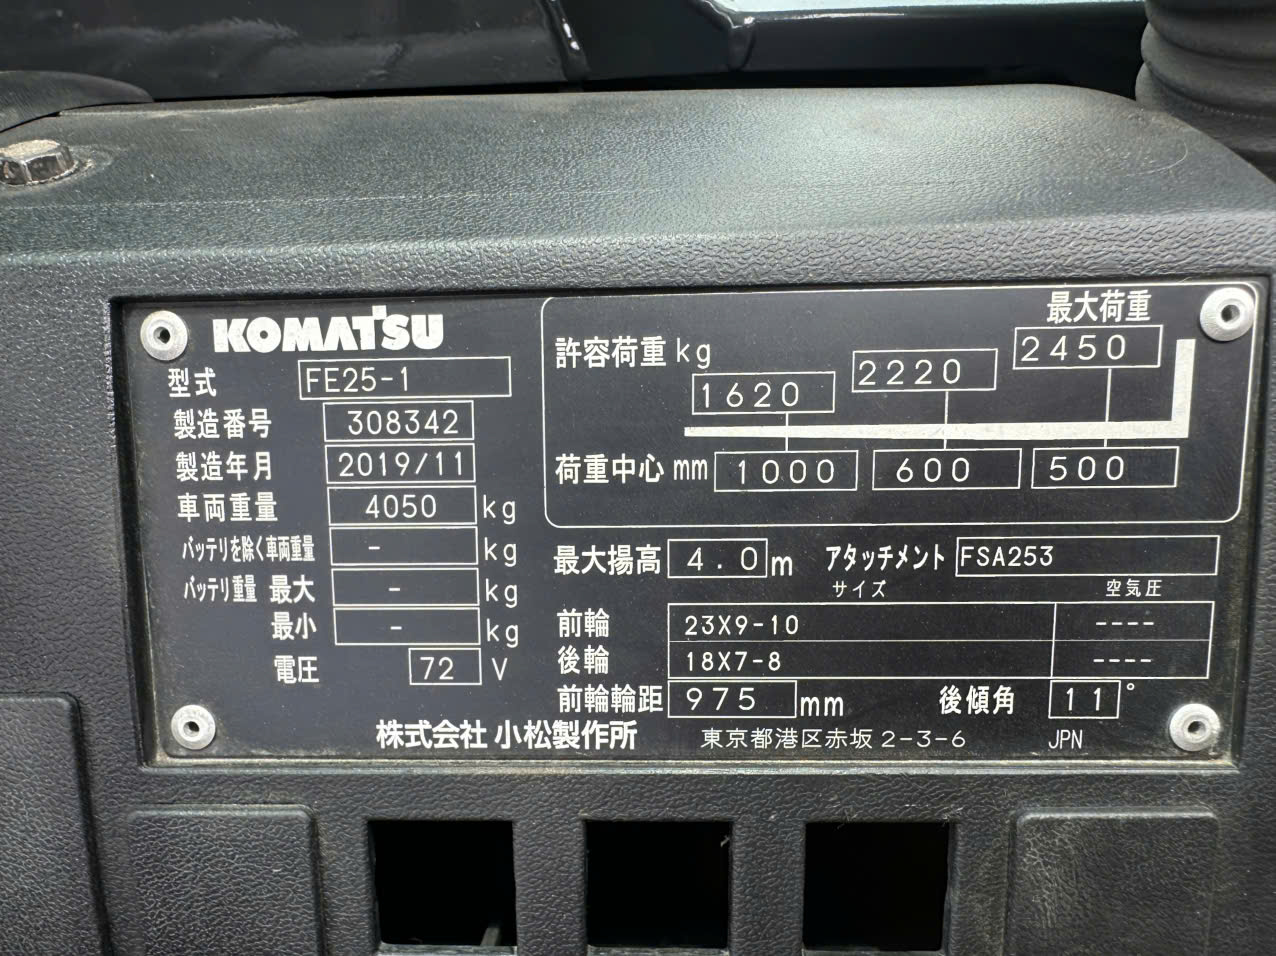 KOMATSU
型式 FE25-1
製造番号 308342
製造年月 2019/11
車両重量 4050 kg
バッテリを除く車両重量 - kg
バッテリ重量 最大 - kg
最小 - kg
電圧 72 V
最大荷重
許容荷重 kg 1620 2220 2450
荷重中心 mm 1000 600 500
最大揚高 4.0 m アタッチメント FSA253
サイズ 空気圧
前輪 23X9-10 ----
後輪 18X7-8 ----
前輪輪距 975 mm 後傾角 11°
株式会社 小松製作所 東京都港区赤坂2-3-6 JPN